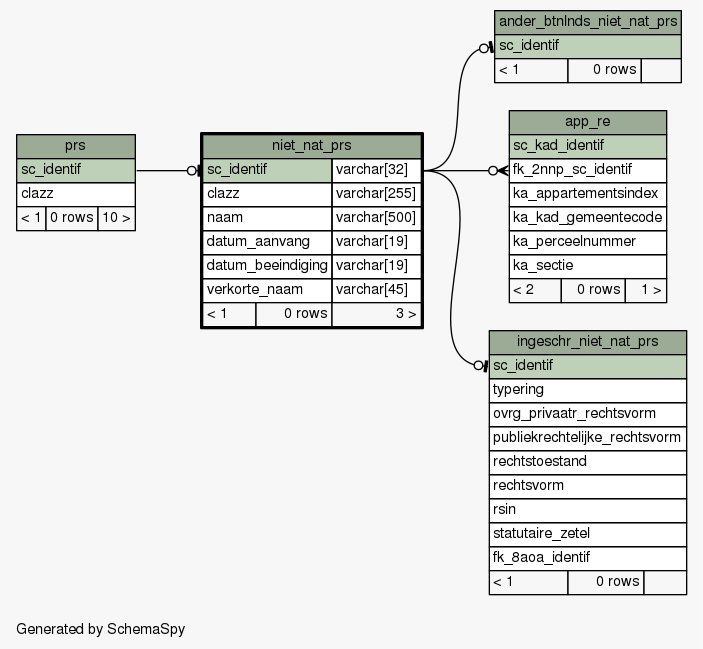 prs
sc_identif
clazz
< 1 0 rows 10 >
niet_nat_prs
sc_identif varchar[32]
clazz varchar[255]
naam varchar[500]
datum_aanvang varchar[19]
datum_beeindiging varchar[19]
verkorte_naam varchar[45]
< 1 0 rows 3 >
ander_btnlnds_niet_nat_prs
sc_identif
< 1 0 rows
app_re
sc_kad_identif
fk_2nnp_sc_identif
ka_appartementsindex
ka_kad_gemeentecode
ka_perceelnummer
ka_sectie
< 2 0 rows 1 >
ingeschr_niet_nat_prs
sc_identif
typering
ovrg_privaatr_rechtsvorm
publiekrechtelijke_rechtsvorm
rechtstoestand
rechtsvorm
rsin
statutaire_zetel
fk_8aoa_identif
< 1 0 rows
Generated by SchemaSpy